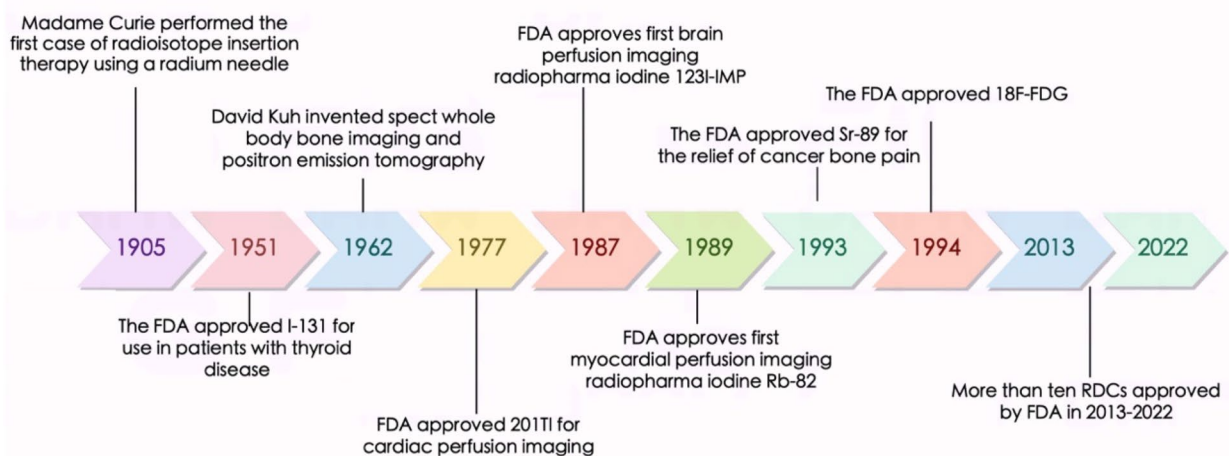 Madame Curie performed the
first case of radioisotope insertion
therapy using a radium needle
David Kuh invented spect whole
body bone imaging and
positron emission tomography
FDA approves first brain
perfusion imaging
radiopharma iodine 123I-IMP
The FDA approved Sr-89 for
the relief of cancer bone pain
The FDA approved 18F-FDG
1905
1951
1962
1977
1987
1989
1993
1994
2013
2022
The FDA approved I-131 for
use in patients with thyroid
disease
FDA approved 201Tl for
cardiac perfusion imaging
FDA approves first
myocardial perfusion imaging
radiopharma iodine Rb-82
More than ten RDCs approved
by FDA in 2013-2022